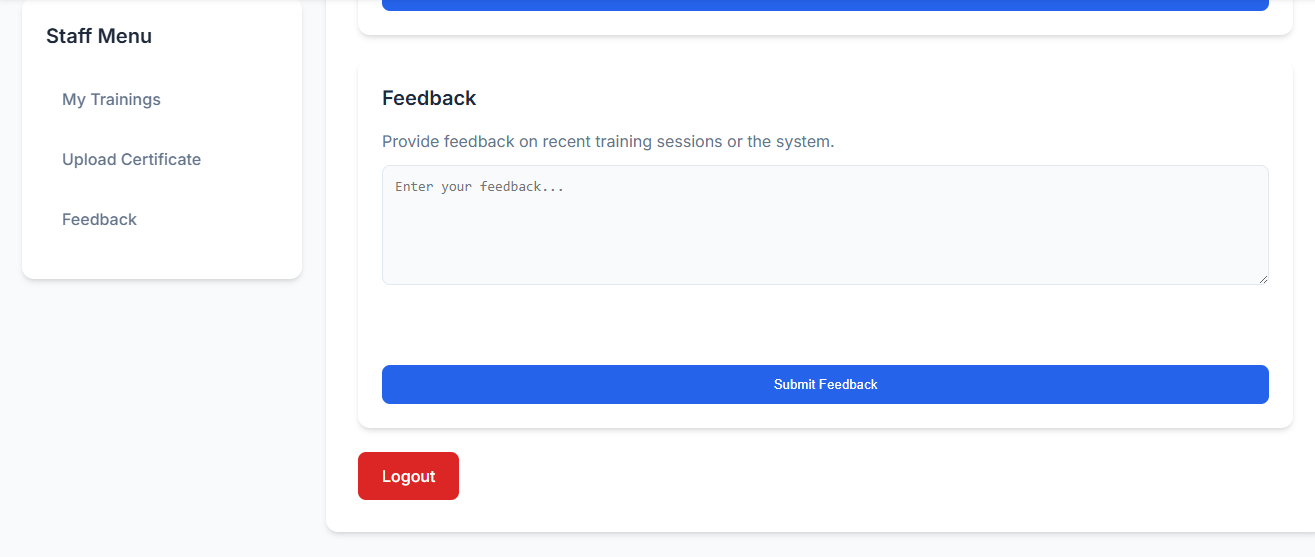 Staff Menu
My Trainings
Upload Certificate
Feedback
Feedback
Provide feedback on recent training sessions or the system.
Enter your feedback...
Submit Feedback
Logout